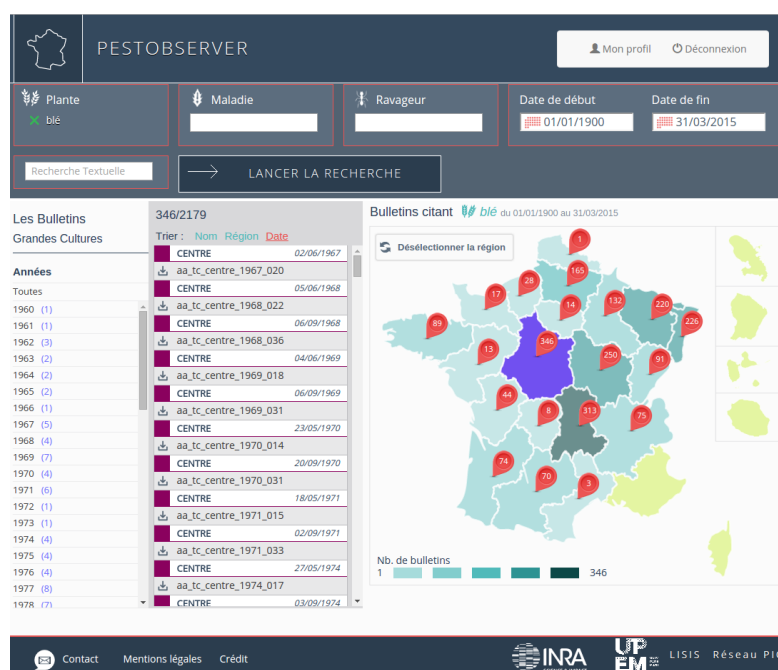 PESTOBSERVER
Mon profil Déconnexion
Plante Maladie Ravageur Date de début Date de fin
blé 01/01/1900 31/03/2015
Recherche Textuelle LANCER LA RECHERCHE
Les Bulletins
Grandes Cultures
Années
Toutes
1960 (1)
1961 (1)
1962 (3)
1963 (2)
1964 (2)
1965 (2)
1966 (1)
1967 (5)
1968 (4)
1969 (7)
1970 (4)
1971 (6)
1972 (1)
1973 (1)
1974 (4)
1975 (4)
1976 (4)
1977 (8)
1978 (7)
346/2179
Trier : Nom Région Date
CENTRE 02/06/1967
aa_tc_centre_1967_020
CENTRE 05/06/1968
aa_tc_centre_1968_022
CENTRE 06/09/1968
aa_tc_centre_1968_036
CENTRE 04/06/1969
aa_tc_centre_1969_018
CENTRE 06/09/1969
aa_tc_centre_1969_031
CENTRE 23/05/1970
aa_tc_centre_1970_014
CENTRE 20/09/1970
aa_tc_centre_1970_031
CENTRE 18/05/1971
aa_tc_centre_1971_015
CENTRE 02/09/1971
aa_tc_centre_1971_033
CENTRE 27/05/1974
aa_tc_centre_1974_017
CENTRE 03/09/1974
Bulletins citant blé du 01/01/1900 au 31/03/2015
Désélectionner la région
1
165
28
17
14
132
220
226
89
13
346
250
91
44
8
313
75
74
70
3
Nb. de bulletins
1 346
Contact Mentions légales Crédit
INRA
UPEM
LISIS Réseau PIC